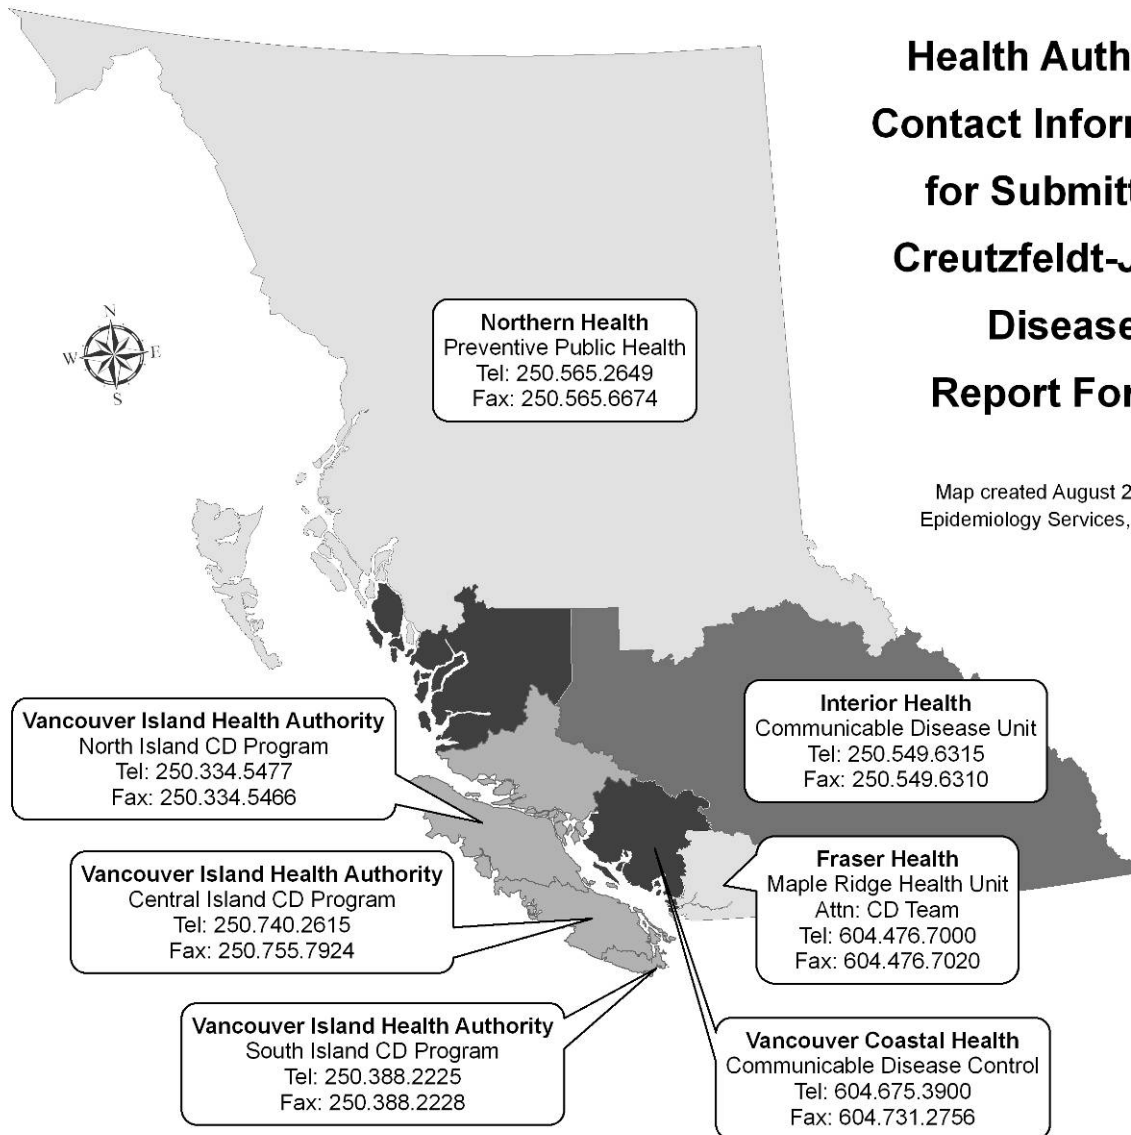 Health Auth
Contact Inforr
for Submit
Creutzfeldt-J
Disease
Report For
Map created August 2
Epidemiology Services,
N
W E
S
Northern Health
Preventive Public Health
Tel: 250.565.2649
Fax: 250.565.6674
Vancouver Island Health Authority
North Island CD Program
Tel: 250.334.5477
Fax: 250.334.5466
Interior Health
Communicable Disease Unit
Tel: 250.549.6315
Fax: 250.549.6310
Vancouver Island Health Authority
Central Island CD Program
Tel: 250.740.2615
Fax: 250.755.7924
Fraser Health
Maple Ridge Health Unit
Attn: CD Team
Tel: 604.476.7000
Fax: 604.476.7020
Vancouver Island Health Authority
South Island CD Program
Tel: 250.388.2225
Fax: 250.388.2228
Vancouver Coastal Health
Communicable Disease Control
Tel: 604.675.3900
Fax: 604.731.2756